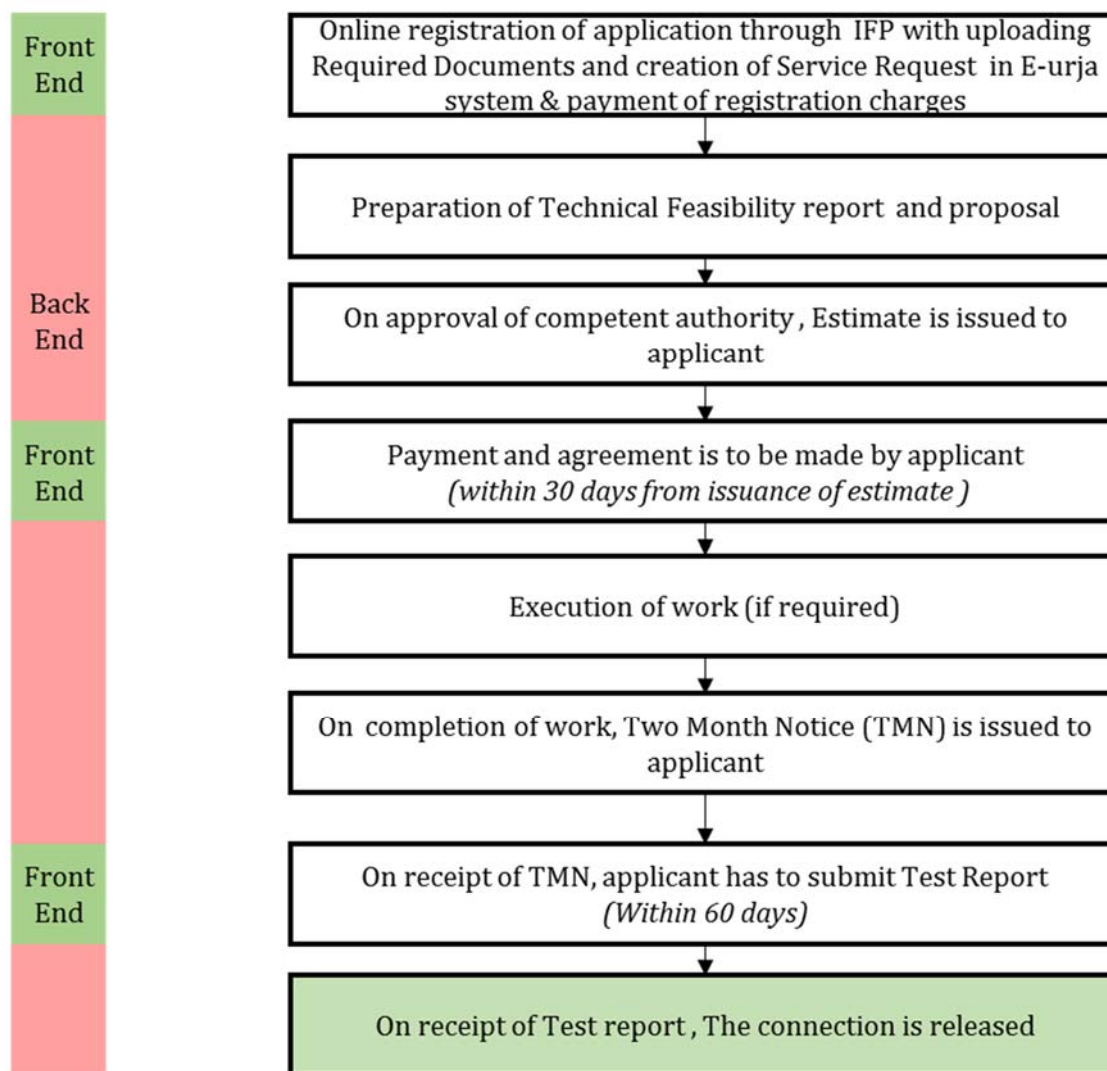 Front
End
Online registration of application through IFP with uploading
Required Documents and creation of Service Request in E-urja
system & payment of registration charges
Preparation of Technical Feasibility report and proposal
Back
End
On approval of competent authority , Estimate is issued to
applicant
Front
End
Payment and agreement is to be made by applicant
(within 30 days from issuance of estimate )
Execution of work (if required)
On completion of work, Two Month Notice (TMN) is issued to
applicant
Front
End
On receipt of TMN, applicant has to submit Test Report
(Within 60 days)
On receipt of Test report , The connection is released